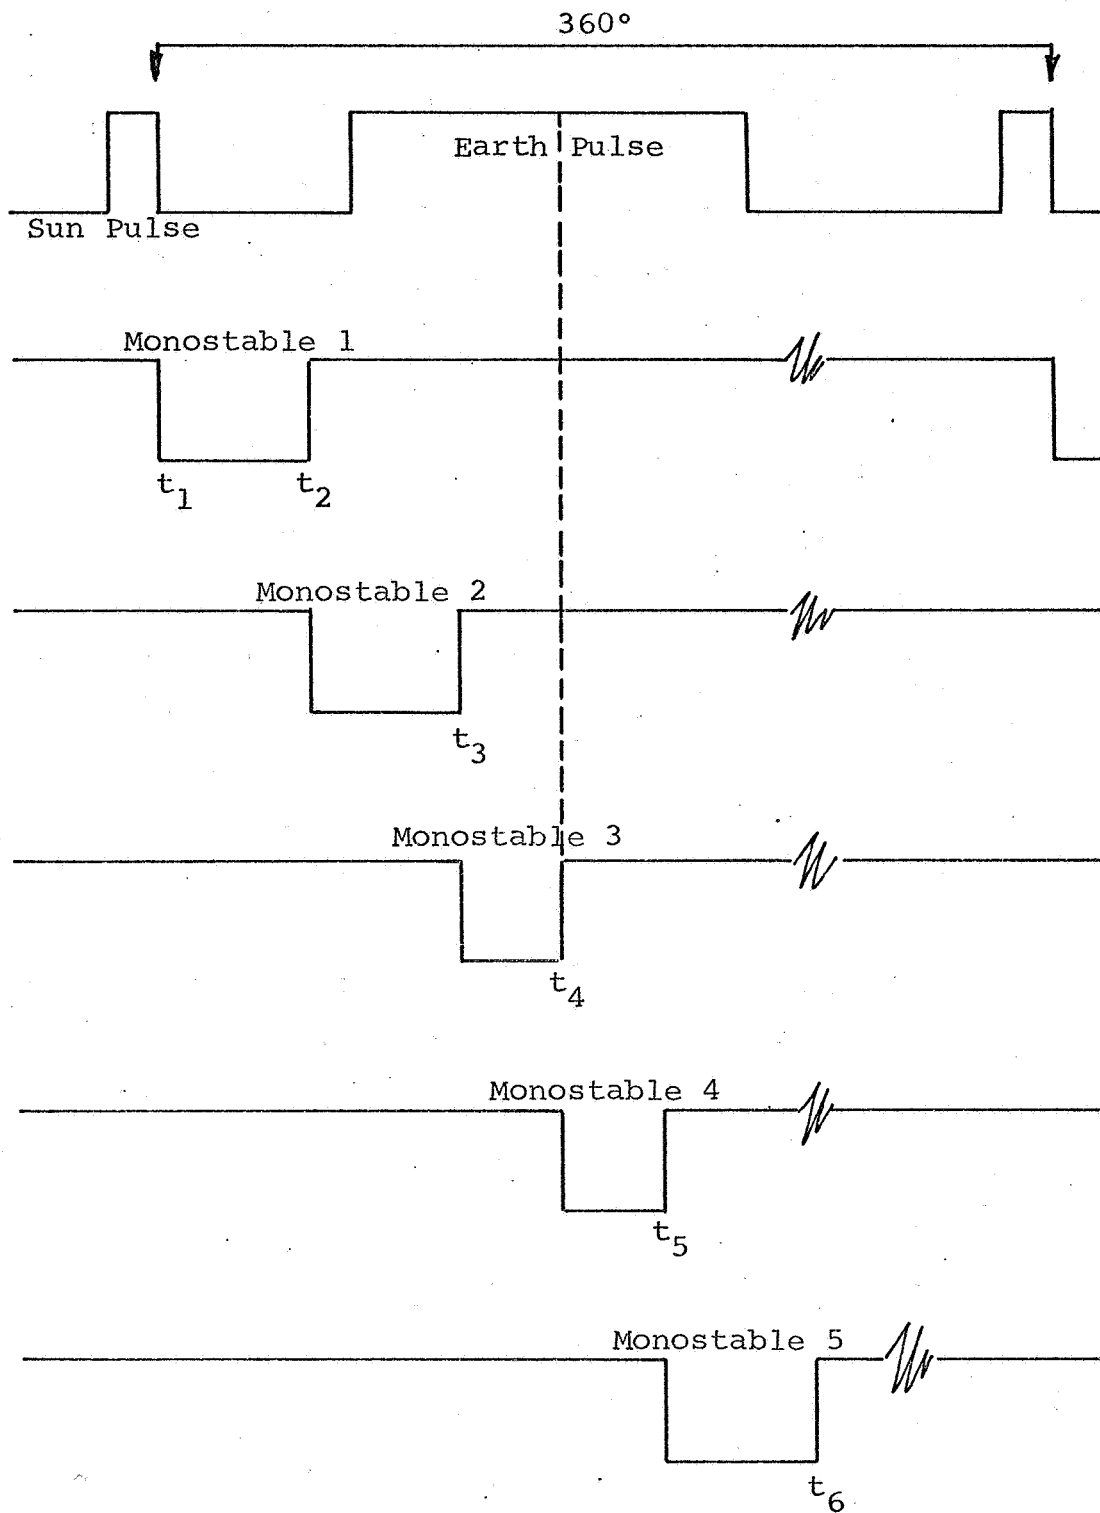 360°
Earth Pulse
Sun Pulse
Monostable 1
t1 t2
Monostable 2
t3
Monostable 3
t4
Monostable 4
t5
Monostable 5
t6